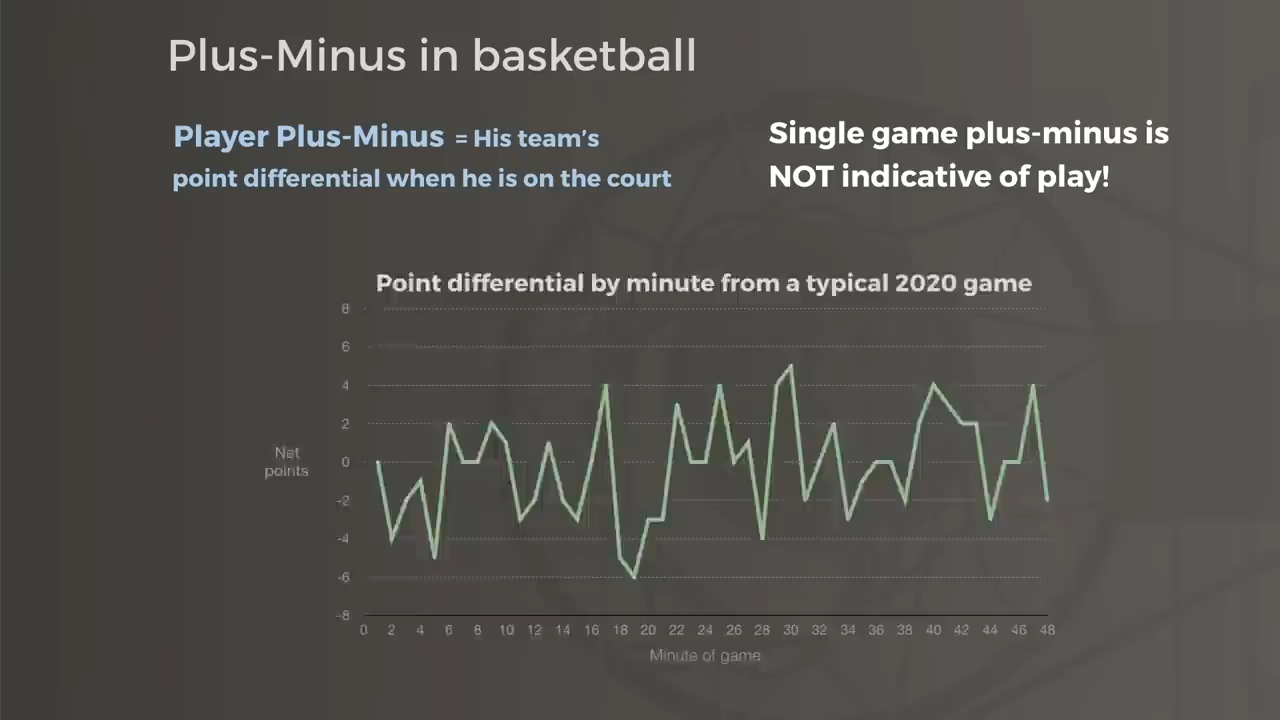 Plus-Minus in basketball
Player Plus-Minus = His team's
point differential when he is on the court
Single game plus-minus is
NOT indicative of play!
Point differential by minute from a typical 2020 game
8
6
4
2
0
-2
-4
-6
-8
Net
points
0 2 4 6 8 10 12 14 16 18 20 22 24 26 28 30 32 34 36 38 40 42 44 46 48
Minute of game